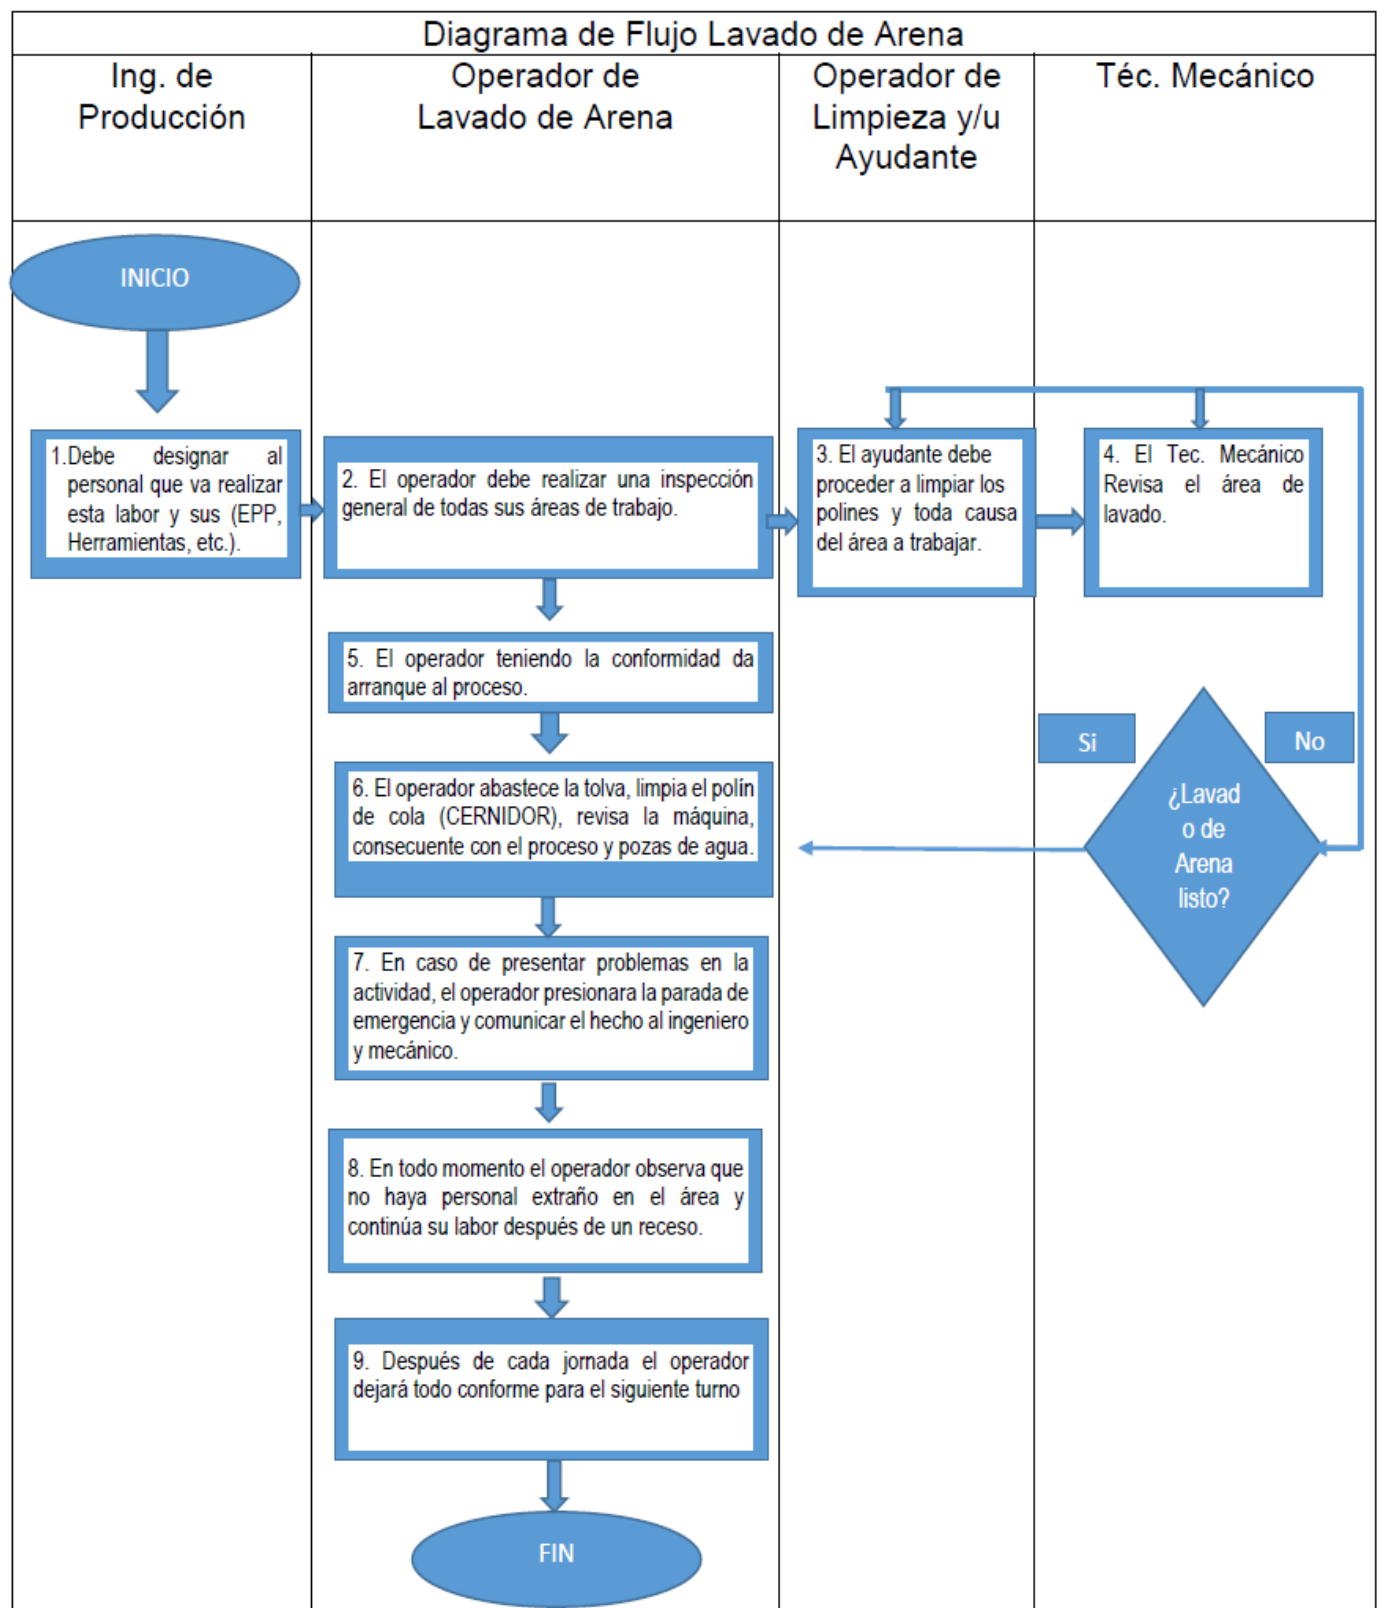 Diagrama de Flujo Lavado de Arena
Ing. de
Producción
Operador de
Lavado de Arena
Operador de
Limpieza y/u
Ayudante
Téc. Mecánico
INICIO
1.Debe designar al
personal que va realizar
esta labor y sus (EPP,
Herramientas, etc.).
2. El operador debe realizar una inspección
general de todas sus áreas de trabajo.
3. El ayudante debe
proceder a limpiar los
polines y toda causa
del área a trabajar.
4. El Tec. Mecánico
Revisa el área de
lavado.
5. El operador teniendo la conformidad da
arranque al proceso.
Si
No
¿Lavad
o de
Arena
listo?
6. El operador abastece la tolva, limpia el polín
de cola (CERNIDOR), revisa la máquina,
consecuente con el proceso y pozas de agua.
7. En caso de presentar problemas en la
actividad, el operador presionara la parada de
emergencia y comunicar el hecho al ingeniero
y mecánico.
8. En todo momento el operador observa que
no haya personal extraño en el área y
continúa su labor después de un receso.
9. Después de cada jornada el operador
dejará todo conforme para el siguiente turno
FIN